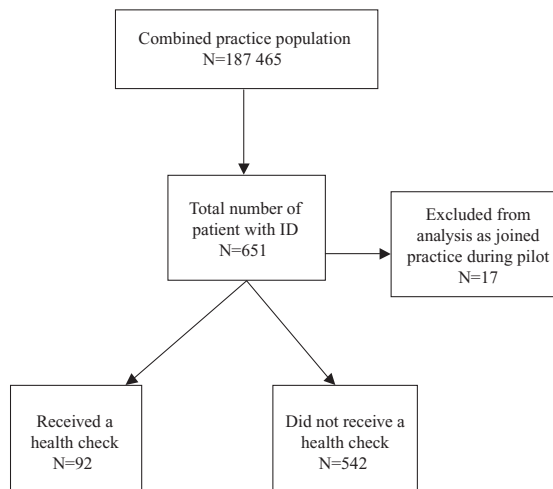 Combined practice population
N=187 465
Total number of
patient with ID
N=651
Excluded from
analysis as joined
practice during pilot
N=17
Received a
health check
N=92
Did not receive a
health check
N=542